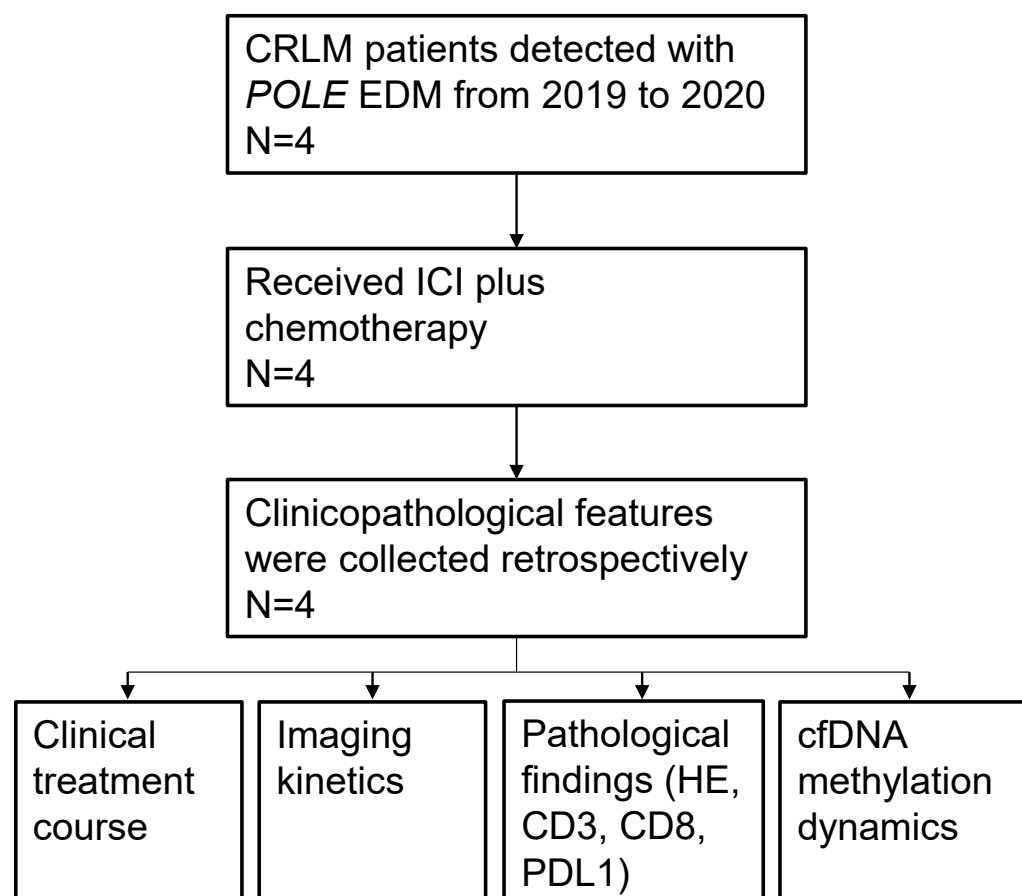 CRLM patients detected with
POLE EDM from 2019 to 2020
N=4
Received ICI plus
chemotherapy
N=4
Clinicopathological features
were collected retrospectively
N=4
Clinical
treatment
course
Imaging
kinetics
Pathological
findings (HE,
CD3, CD8,
PDL1)
cfDNA
methylation
dynamics